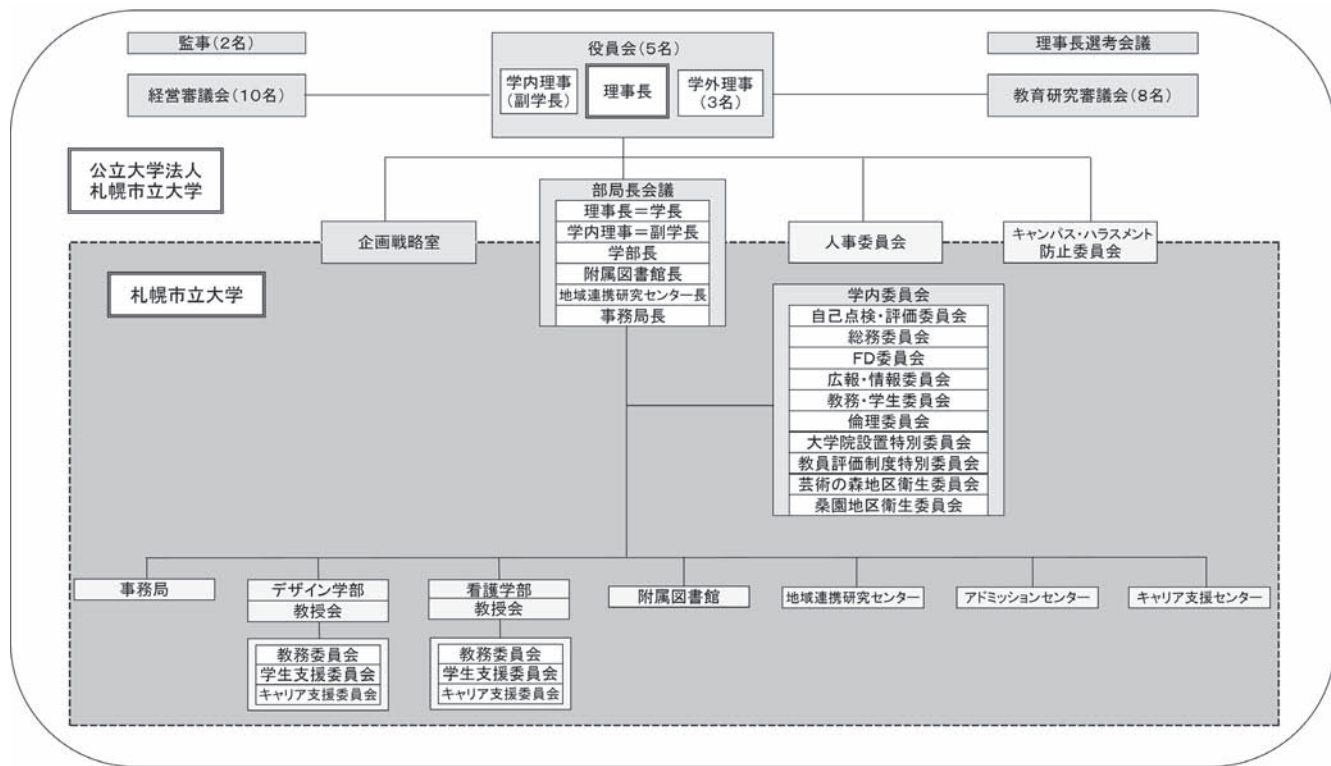 監事(2名)
役員会(5名)
理事長選考会議
経営審議会(10名)
学内理事
(副学長)
理事長
学外理事
(3名)
教育研究審議会(8名)
公立大学法人
札幌市立大学
部局長会議
理事長=学長
学内理事=副学長
学部長
附属図書館長
地域連携研究センター長
事務局長
企画戦略室
人事委員会
キャンパス・ハラスメント
防止委員会
札幌市立大学
学内委員会
自己点検・評価委員会
総務委員会
FD委員会
広報・情報委員会
教務・学生委員会
倫理委員会
大学院設置特別委員会
教員評価制度特別委員会
芸術の森地区衛生委員会
桑園地区衛生委員会
事務局
デザイン学部
教授会
教務委員会
学生支援委員会
キャリア支援委員会
看護学部
教授会
教務委員会
学生支援委員会
キャリア支援委員会
附属図書館
地域連携研究センター
アドミッションセンター
キャリア支援センター